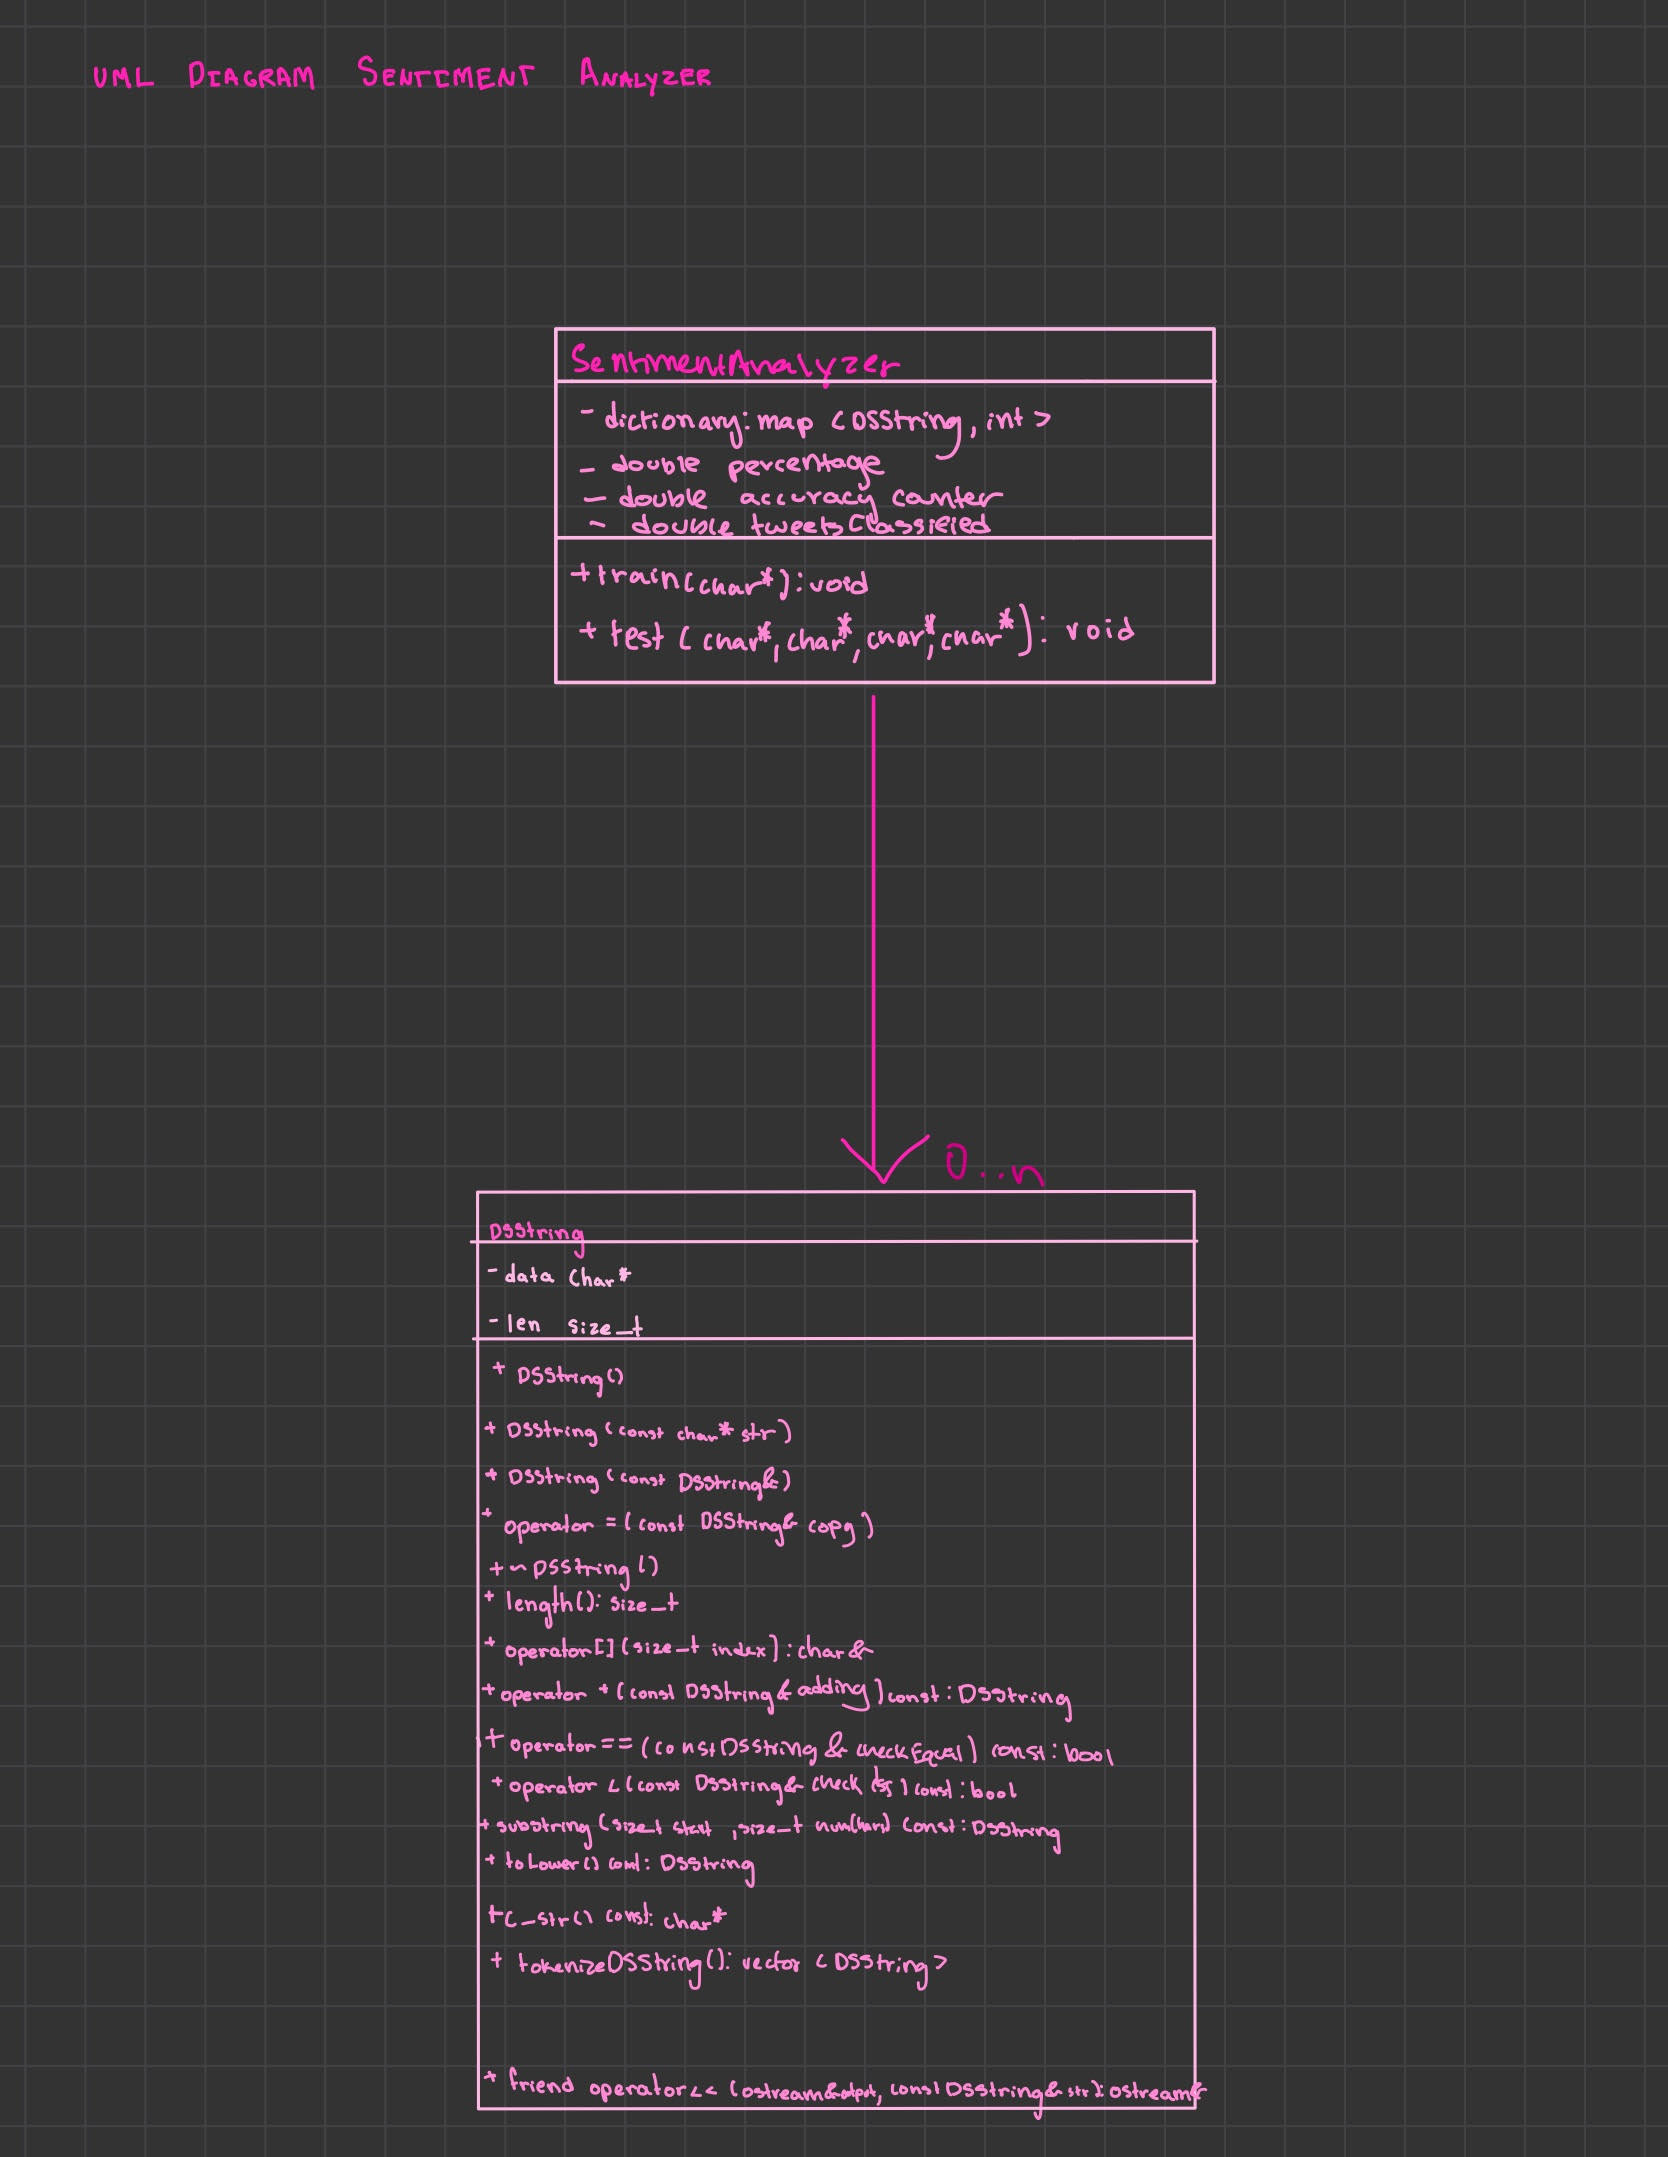 UML DIAGRAM SENTIMENT ANALYZER
SentimentAnalyzer
- dictionary: map <DSString, int>
- double percentage
- double accuracy counter
- double tweetsClassified
+ train(char*): void
+ test (char*, char*, char*, char*): void
0..n
DSString
- data char*
- len size_t
+ DSString()
+ DSString (const char* str)
+ DSString (const DSString&)
+ operator = (const DSString& copy)
+ ~DSString()
+ length(): size_t
+ operator[](size_t index): char&
+ operator + (const DSString& adding) const: DSString
+ operator == (const DSString & checkEqual) const: bool
+ operator < (const DSString& check) const: bool
+ substring (size_t start, size_t numChars) const: DSString
+ toLower() const: DSString
+ c_str() const: char*
+ tokenizeDSString(): vector <DSString>
+ friend operator << (ostream& output, const DSString& str): ostream&